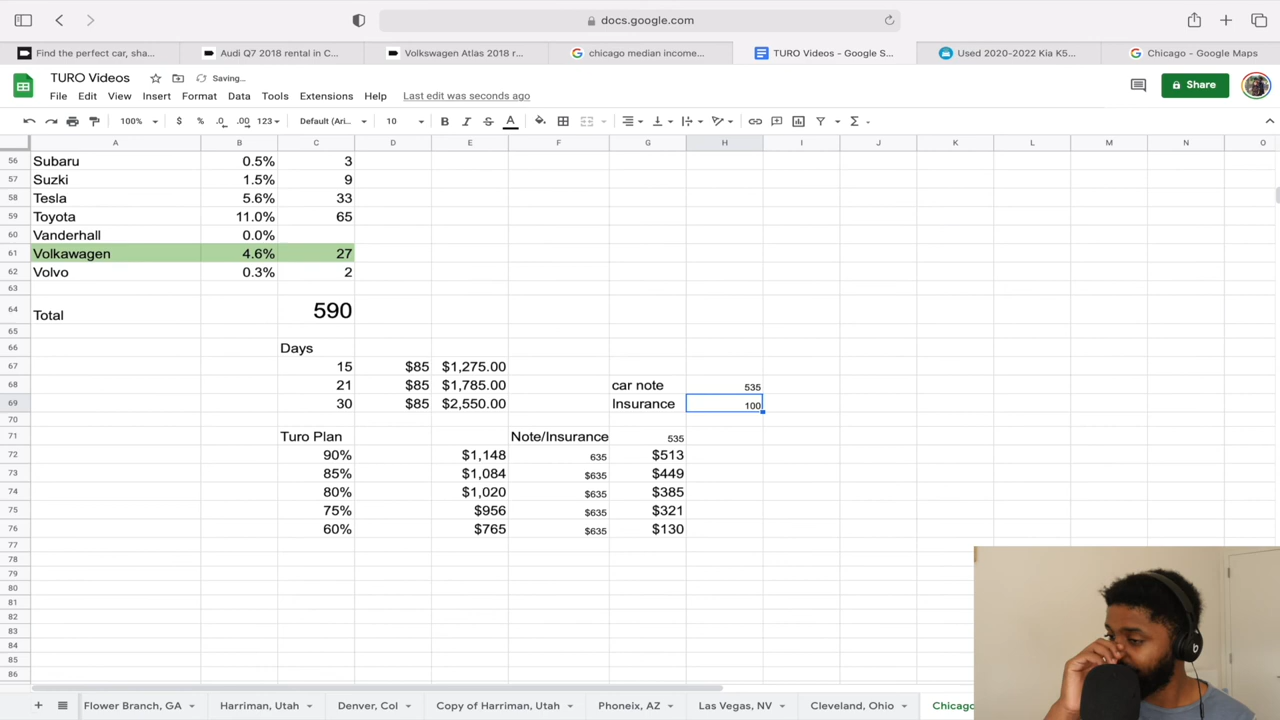 docs.google.com
Find the perfect car, sha...
Audi Q7 2018 rental in C...
Volkswagen Atlas 2018 r...
chicago median income...
TURO Videos - Google S...
Used 2020-2022 Kia K5...
Chicago - Google Maps
TURO Videos
Saving...
File Edit View Insert Format Data Tools Extensions Help Last edit was seconds ago
Share
100% $ % .0 .00 123 Default (Ari... 10 B I S A
A B C D E F G H I J K L M N O
56 Subaru 0.5% 3
57 Suzki 1.5% 9
58 Tesla 5.6% 33
59 Toyota 11.0% 65
60 Vanderhall 0.0%
61 Volkawagen 4.6% 27
62 Volvo 0.3% 2
63
64 Total 590
65
66 Days
67 15 $85 $1,275.00
68 21 $85 $1,785.00 car note 535
69 30 $85 $2,550.00 Insurance 100
70
71 Turo Plan Note/Insurance 535
72 90% $1,148 635 $513
73 85% $1,084 $635 $449
74 80% $1,020 $635 $385
75 75% $956 $635 $321
76 60% $765 $635 $130
77
78
79
80
81
82
83
84
85
86
Flower Branch, GA Harriman, Utah Denver, Col Copy of Harriman, Utah Phoneix, AZ Las Vegas, NV Cleveland, Ohio Chicago